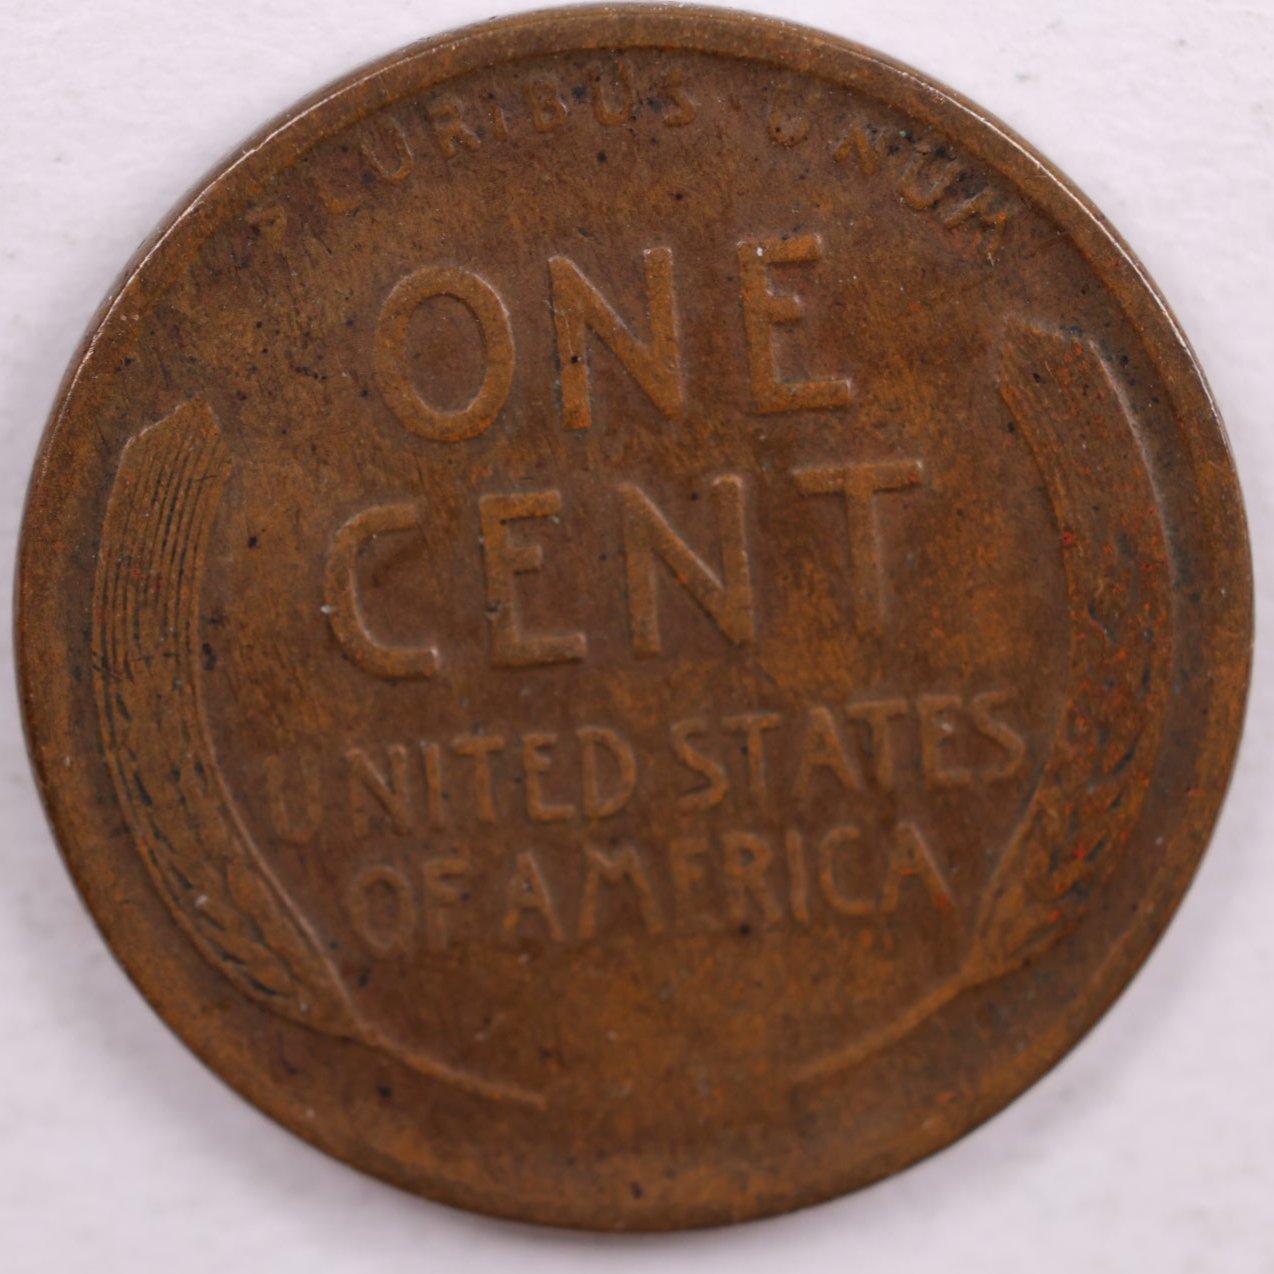 PLURIBUS UNUM
ONE
CENT
UNITED STATES
OF AMERICA